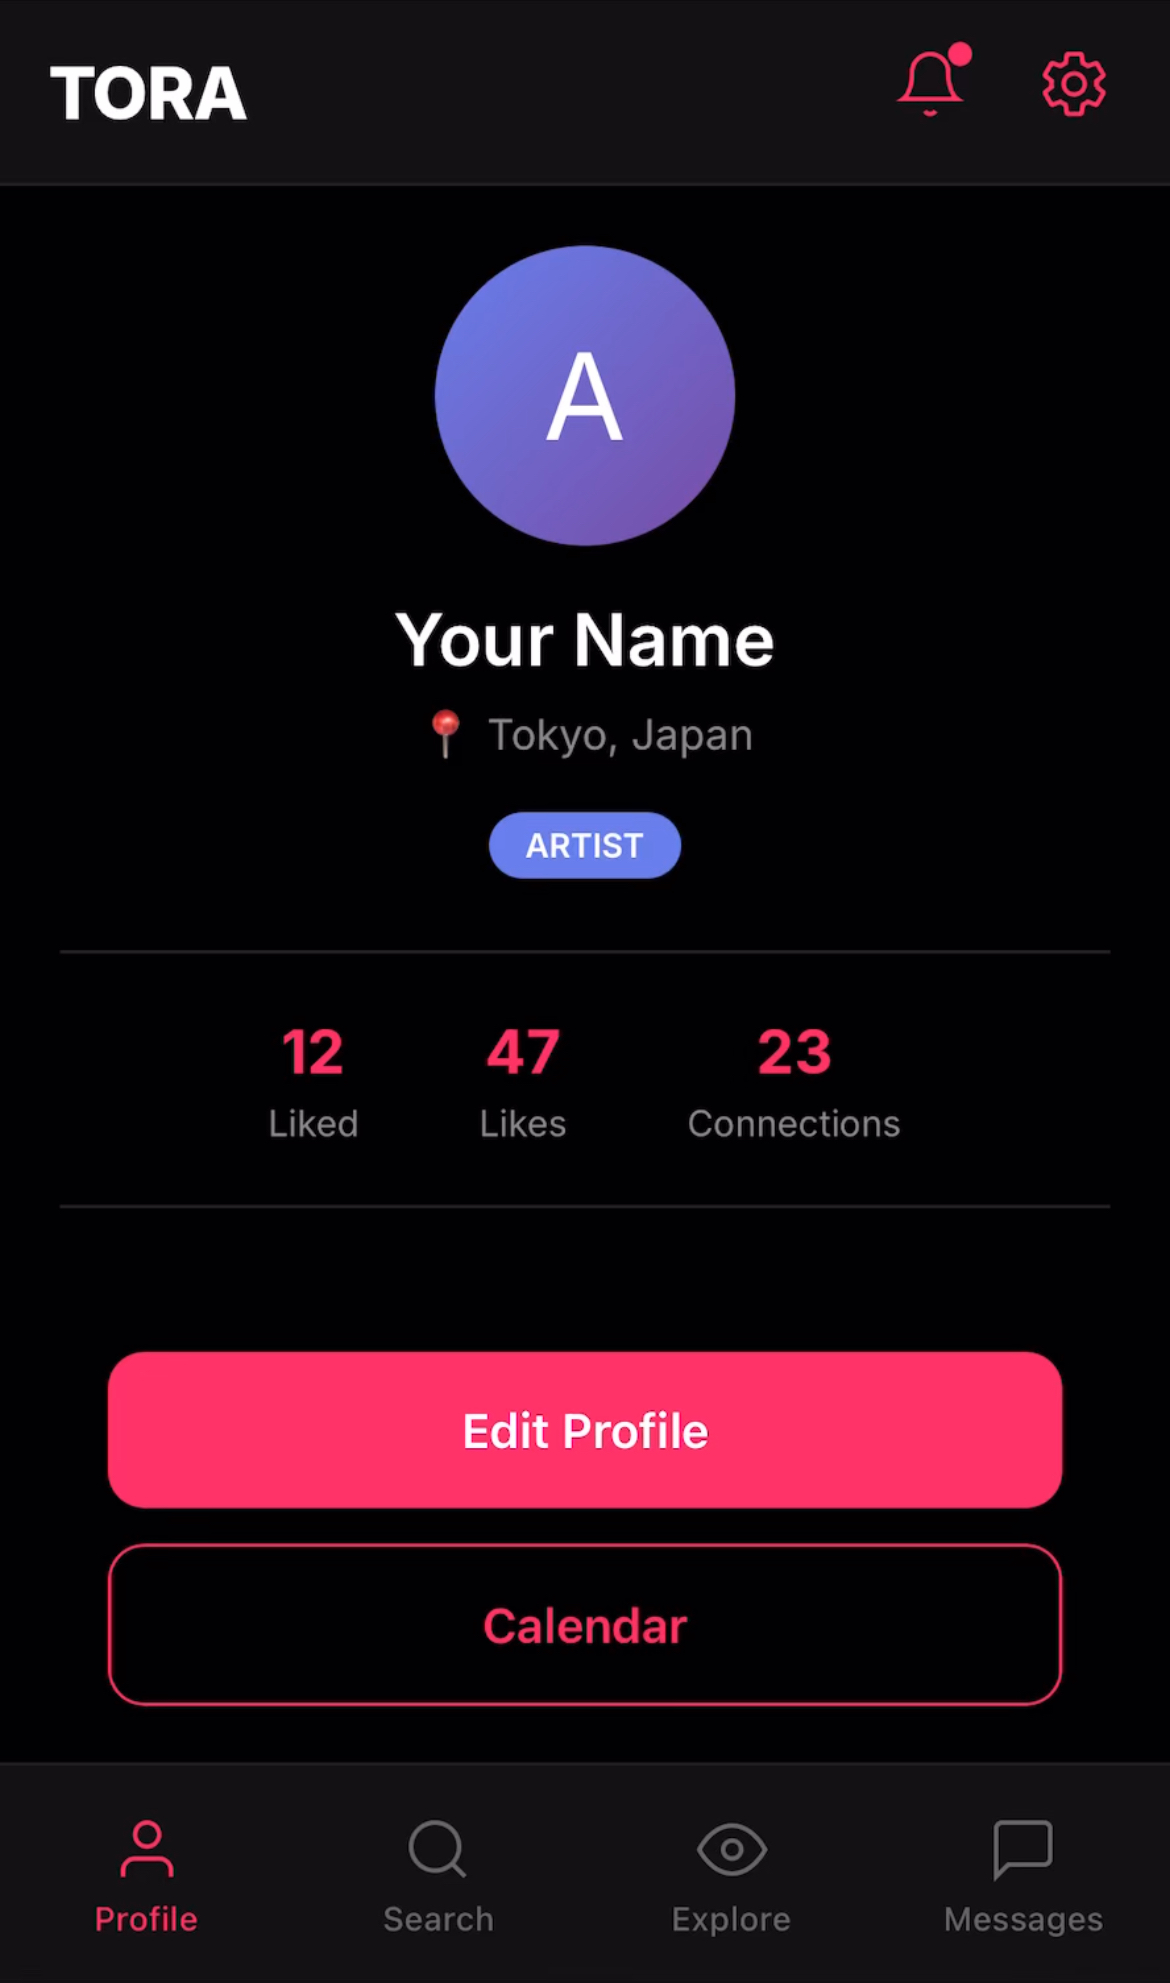 TORA
A
Your Name
📍 Tokyo, Japan
ARTIST
12 47 23
Liked Likes Connections
Edit Profile
Calendar
Profile Search Explore Messages